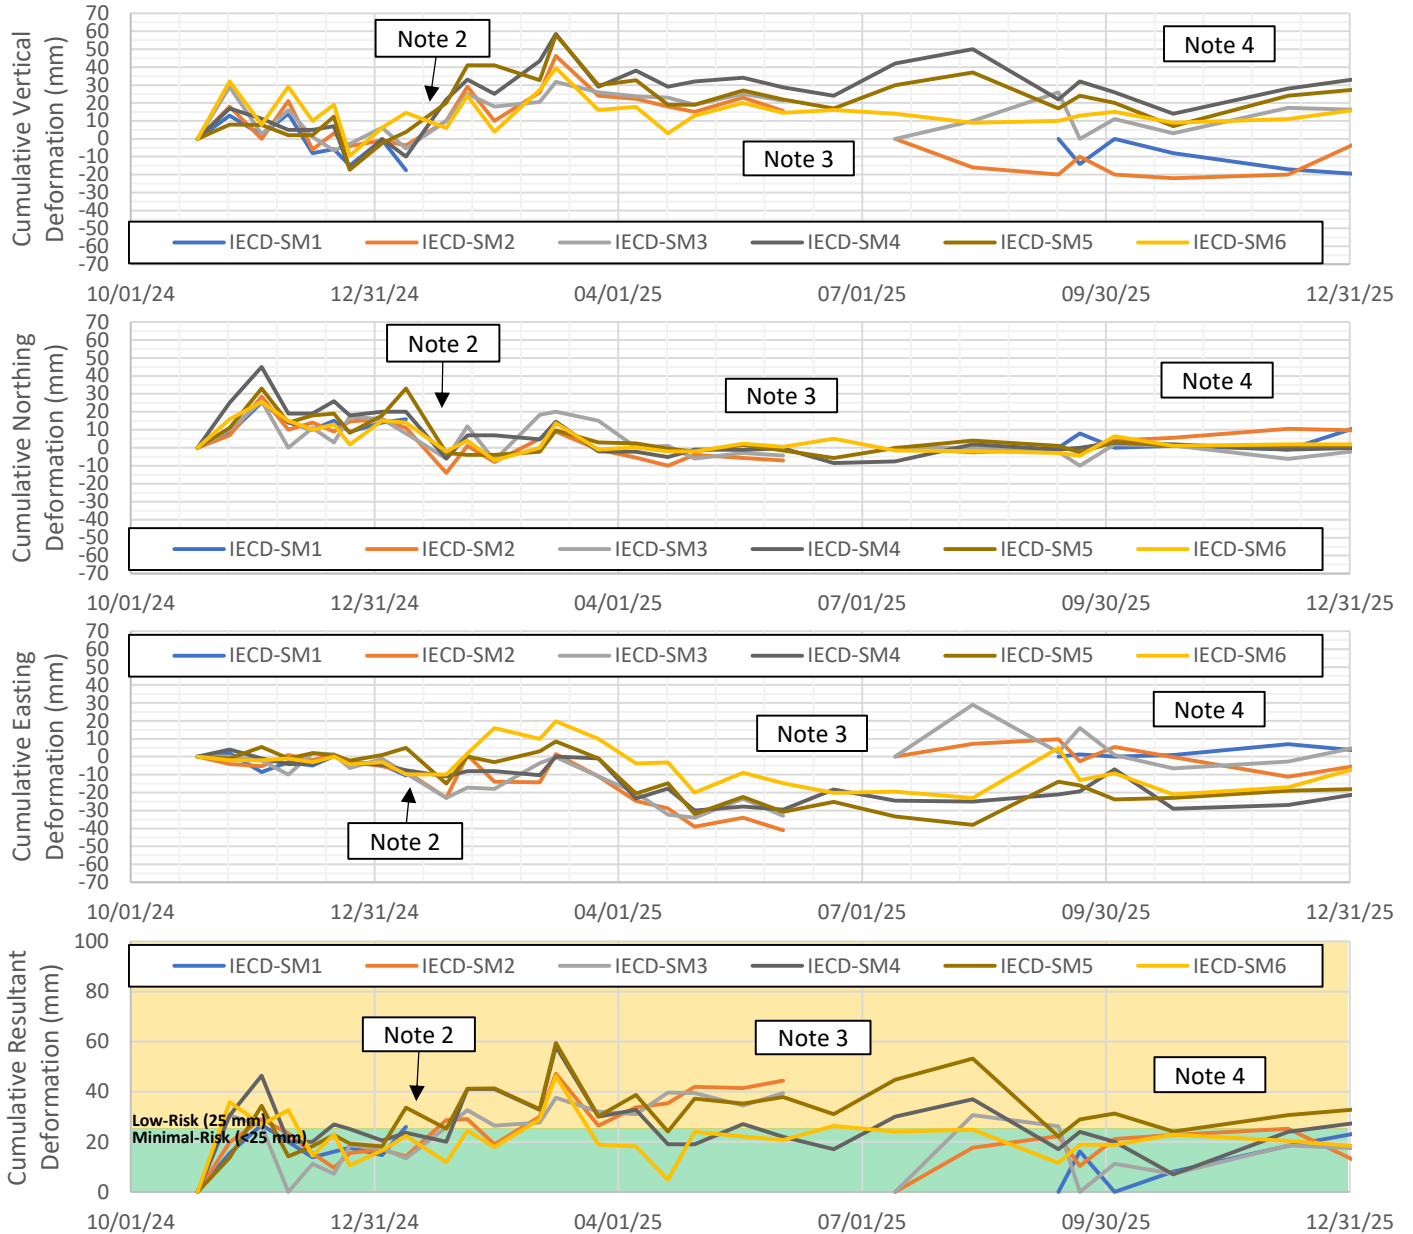 Cumulative Vertical
Deformation (mm)
70
60
50
40
30
20
10
0
-10
-20
-30
-40
-50
-60
-70
Note 2
Note 3
Note 4
IECD-SM1 IECD-SM2 IECD-SM3 IECD-SM4 IECD-SM5 IECD-SM6
10/01/24 12/31/24 04/01/25 07/01/25 09/30/25 12/31/25
Cumulative Northing
Deformation (mm)
70
60
50
40
30
20
10
0
-10
-20
-30
-40
-50
-60
-70
Note 2
Note 3
Note 4
IECD-SM1 IECD-SM2 IECD-SM3 IECD-SM4 IECD-SM5 IECD-SM6
10/01/24 12/31/24 04/01/25 07/01/25 09/30/25 12/31/25
Cumulative Easting
Deformation (mm)
70
60
50
40
30
20
10
0
-10
-20
-30
-40
-50
-60
-70
IECD-SM1 IECD-SM2 IECD-SM3 IECD-SM4 IECD-SM5 IECD-SM6
Note 2
Note 3
Note 4
10/01/24 12/31/24 04/01/25 07/01/25 09/30/25 12/31/25
Cumulative Resultant
Deformation (mm)
100
80
60
40
20
0
IECD-SM1 IECD-SM2 IECD-SM3 IECD-SM4 IECD-SM5 IECD-SM6
Note 2
Note 3
Note 4
Low-Risk (25 mm)
Minimal-Risk (<25 mm)
10/01/24 12/31/24 04/01/25 07/01/25 09/30/25 12/31/25